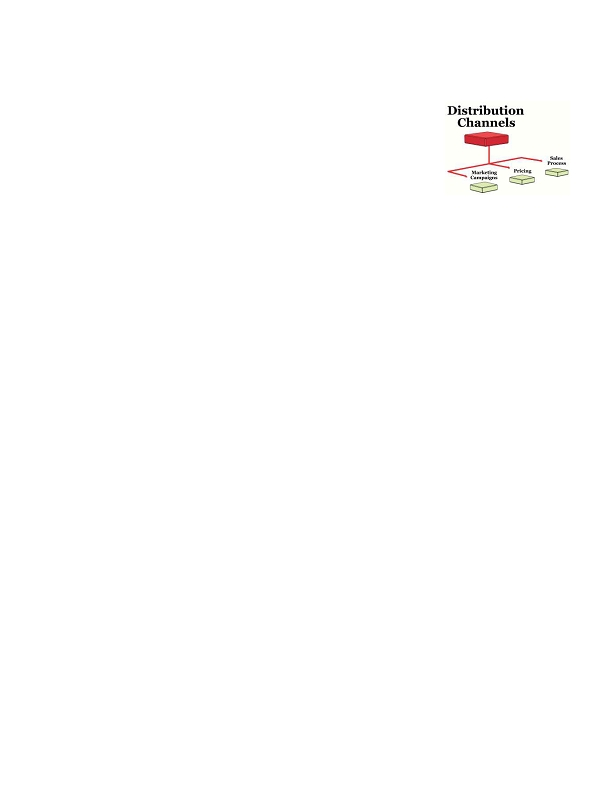 Distribution
Channels
Marketing
Campaigns
Pricing
Sales
Process